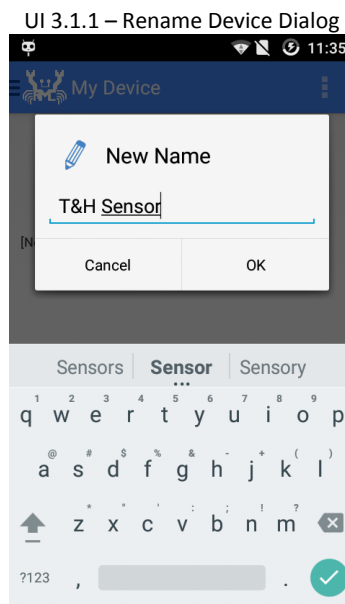 UI 3.1.1 – Rename Device Dialog
11:35
My Device
New Name
T&H Sensor
[N
Cancel OK
Sensors Sensor Sensory
1 2 3 4 5 6 7 8 9
q w e r t y u i o p
@ # $ % & - + ( )
a s d f g h j k l
* " ' : ; ! ?
z x c v b n m
?123 , .